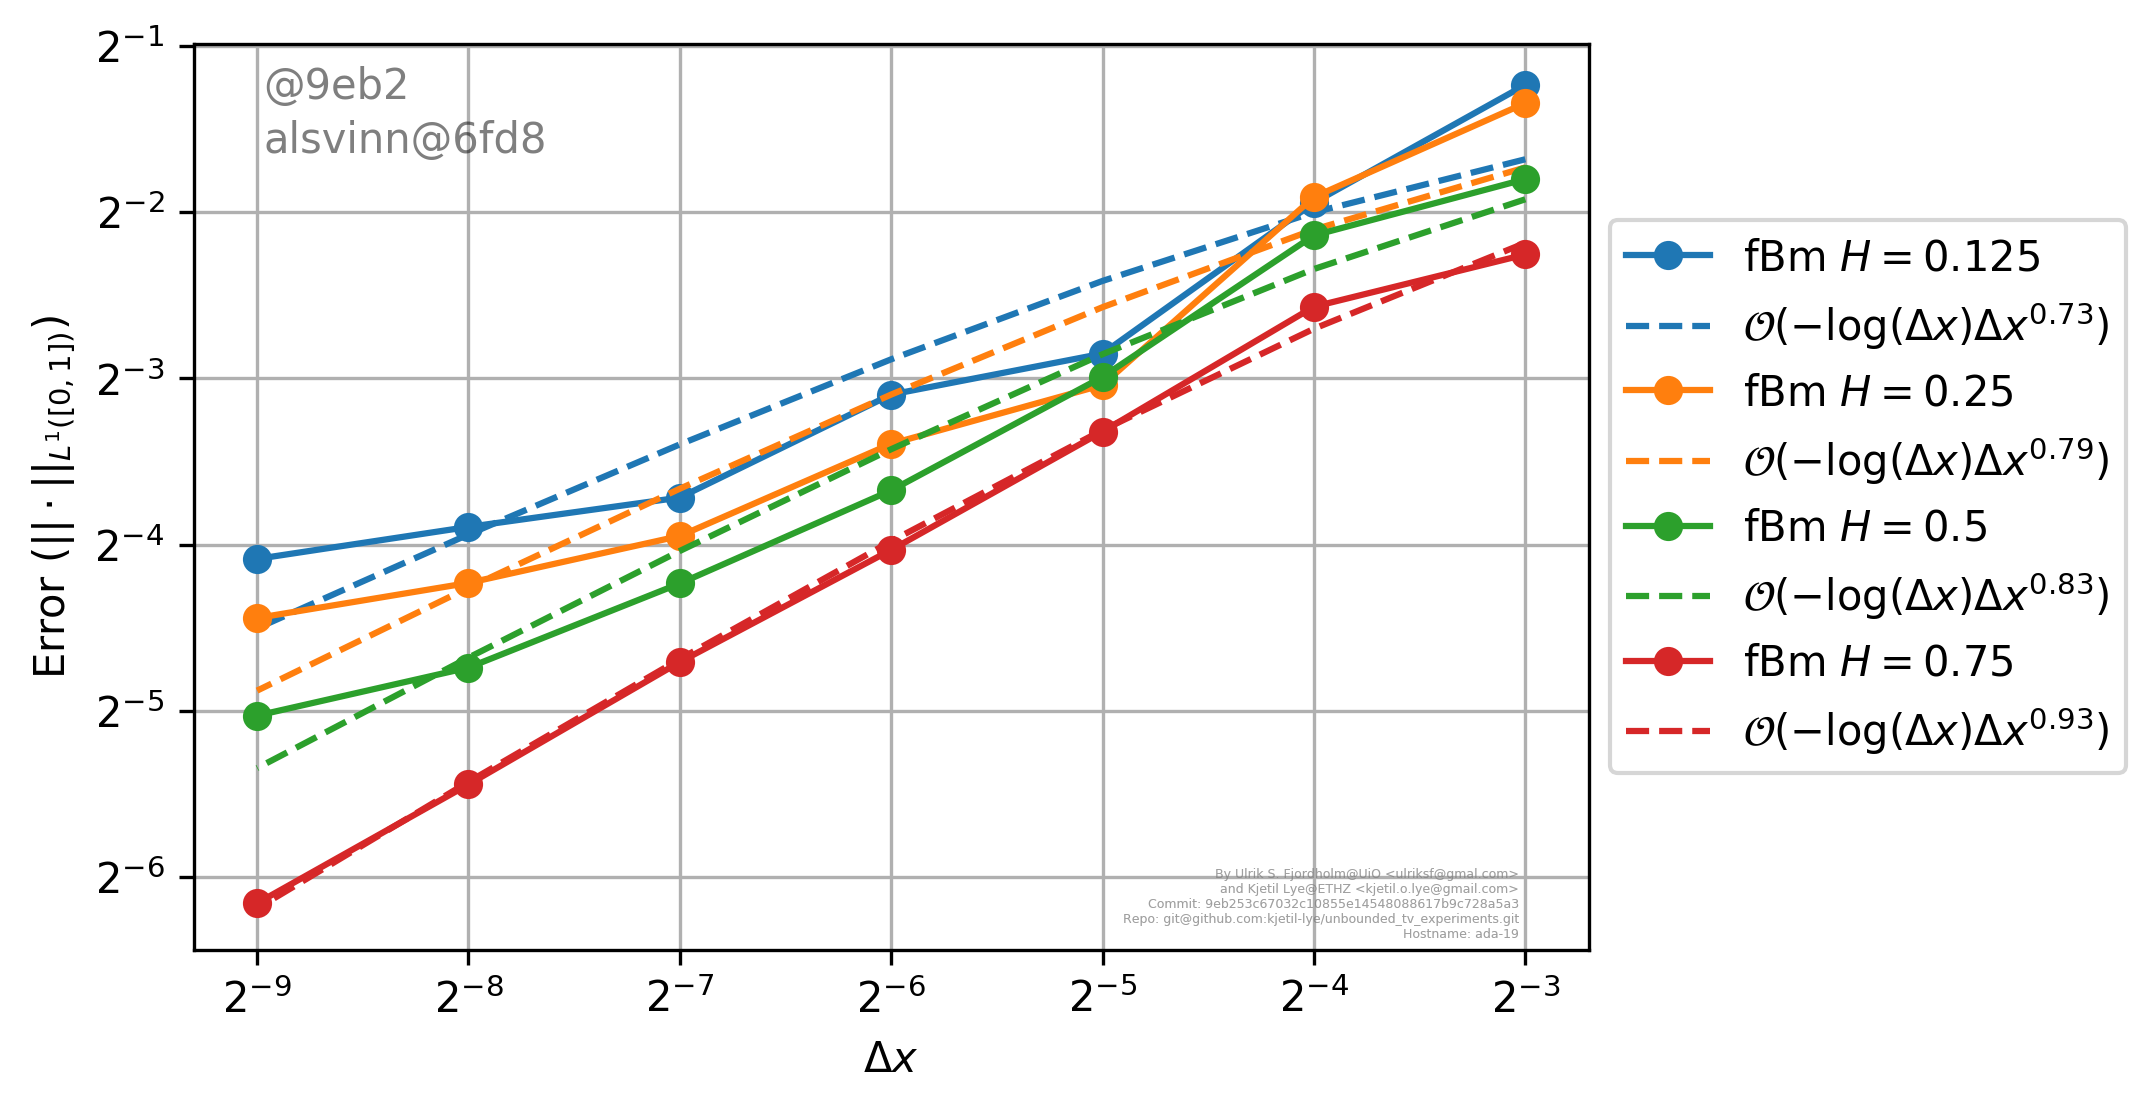 @9eb2
alsvinn@6fd8
2⁻¹
2⁻²
2⁻³
2⁻⁴
2⁻⁵
2⁻⁶
Error (|| · ||_{L¹([0, 1])})
2⁻⁹ 2⁻⁸ 2⁻⁷ 2⁻⁶ 2⁻⁵ 2⁻⁴ 2⁻³
Δx
By Ulrik S. Fjordholm@UiO <ulriksf@gmal.com>
and Kjetil Lye@ETHZ <kjetil.o.lye@gmail.com>
Commit: 9eb253c67032c10855e14548088617b9c728a5a3
Repo: git@github.com:kjetil-lye/unbounded_tv_experiments.git
Hostname: ada-19
fBm H = 0.125
𝒪(−log(Δx)Δx^{0.73})
fBm H = 0.25
𝒪(−log(Δx)Δx^{0.79})
fBm H = 0.5
𝒪(−log(Δx)Δx^{0.83})
fBm H = 0.75
𝒪(−log(Δx)Δx^{0.93})